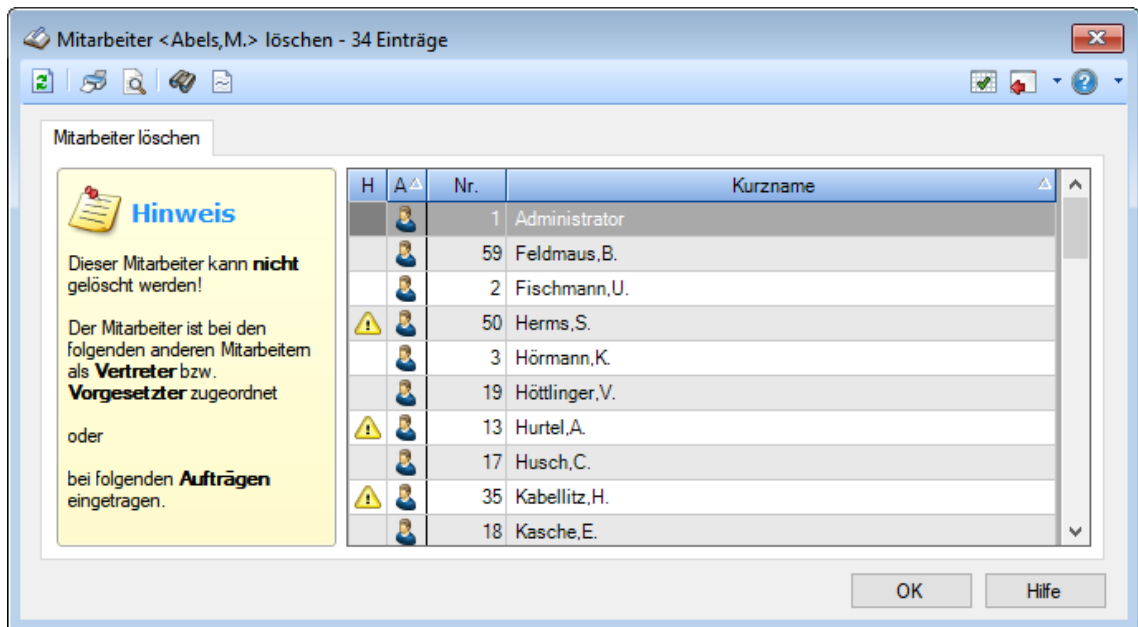 Mitarbeiter <Abels,M.> löschen - 34 Einträge
Mitarbeiter löschen
Hinweis
Dieser Mitarbeiter kann nicht
gelöscht werden!
Der Mitarbeiter ist bei den
folgenden anderen Mitarbeitern
als Vertreter bzw.
Vorgesetzter zugeordnet
oder
bei folgenden Aufträgen
eingetragen.
H A Nr. Kurzname
1 Administrator
59 Feldmaus,B.
2 Fischmann,U.
50 Herms,S.
3 Hörmann,K.
19 Höttlinger,V.
13 Hurtel,A.
17 Husch,C.
35 Kabellitz,H.
18 Kasche,E.
OK Hilfe